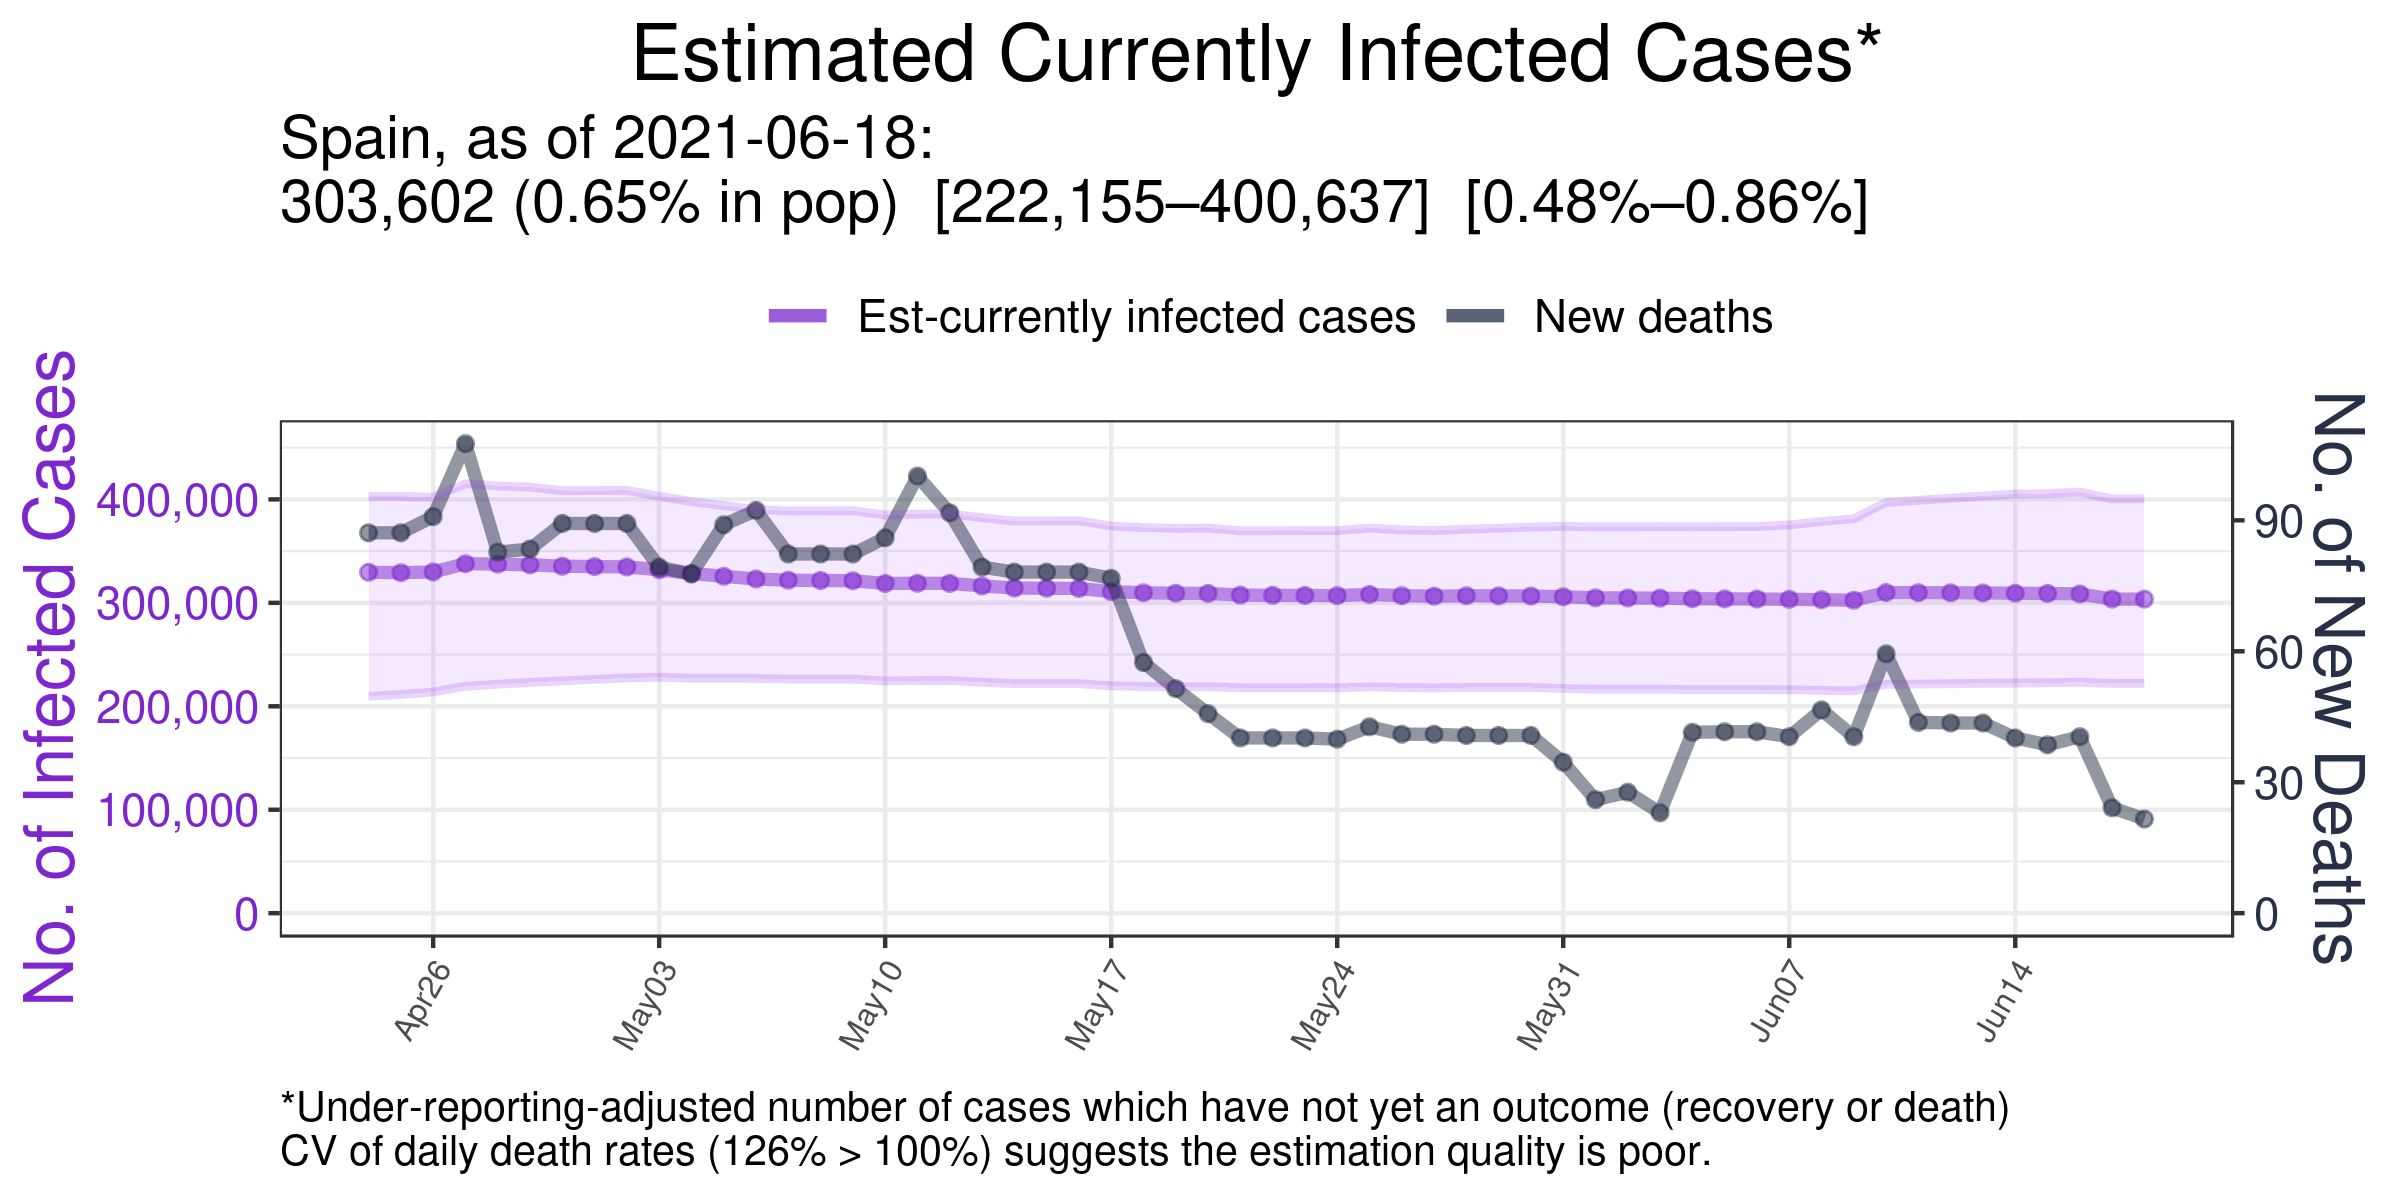 Estimated Currently Infected Cases*
Spain, as of 2021-06-18:
303,602 (0.65% in pop)  [222,155–400,637]  [0.48%–0.86%]
Est-currently infected cases
New deaths
No. of Infected Cases
400,000
300,000
200,000
100,000
0
No. of New Deaths
90
60
30
0
Apr26
May03
May10
May17
May24
May31
Jun07
Jun14
*Under-reporting-adjusted number of cases which have not yet an outcome (recovery or death)
CV of daily death rates (126% > 100%) suggests the estimation quality is poor.